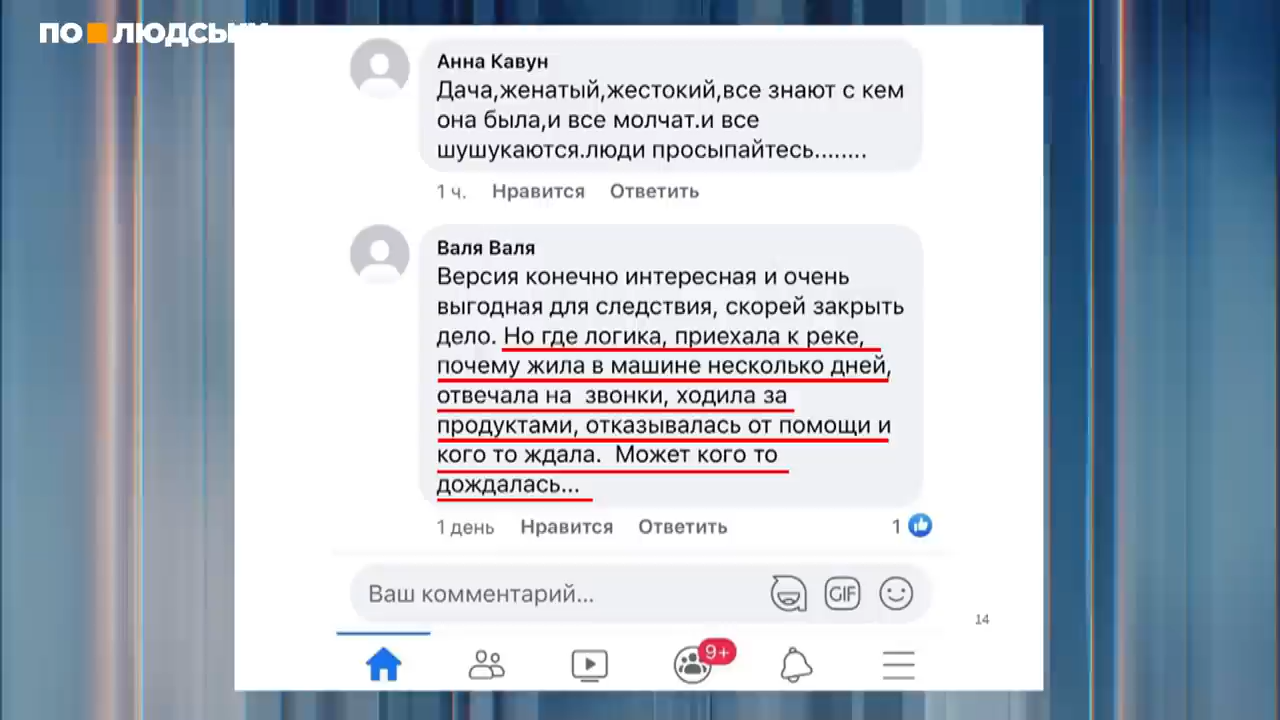 ПО ЛЮДСЬКИ
Анна Кавун
Дача,женатый,жестокий,все знают с кем
она была,и все молчат.и все
шушукаются.люди просыпайтесь........
1 ч. Нравится Ответить
Валя Валя
Версия конечно интересная и очень
выгодная для следствия, скорей закрыть
дело. Но где логика, приехала к реке,
почему жила в машине несколько дней,
отвечала на звонки, ходила за
продуктами, отказывалась от помощи и
кого то ждала. Может кого то
дождалась...
1 день Нравится Ответить 1
Ваш комментарий... GIF
14
9+